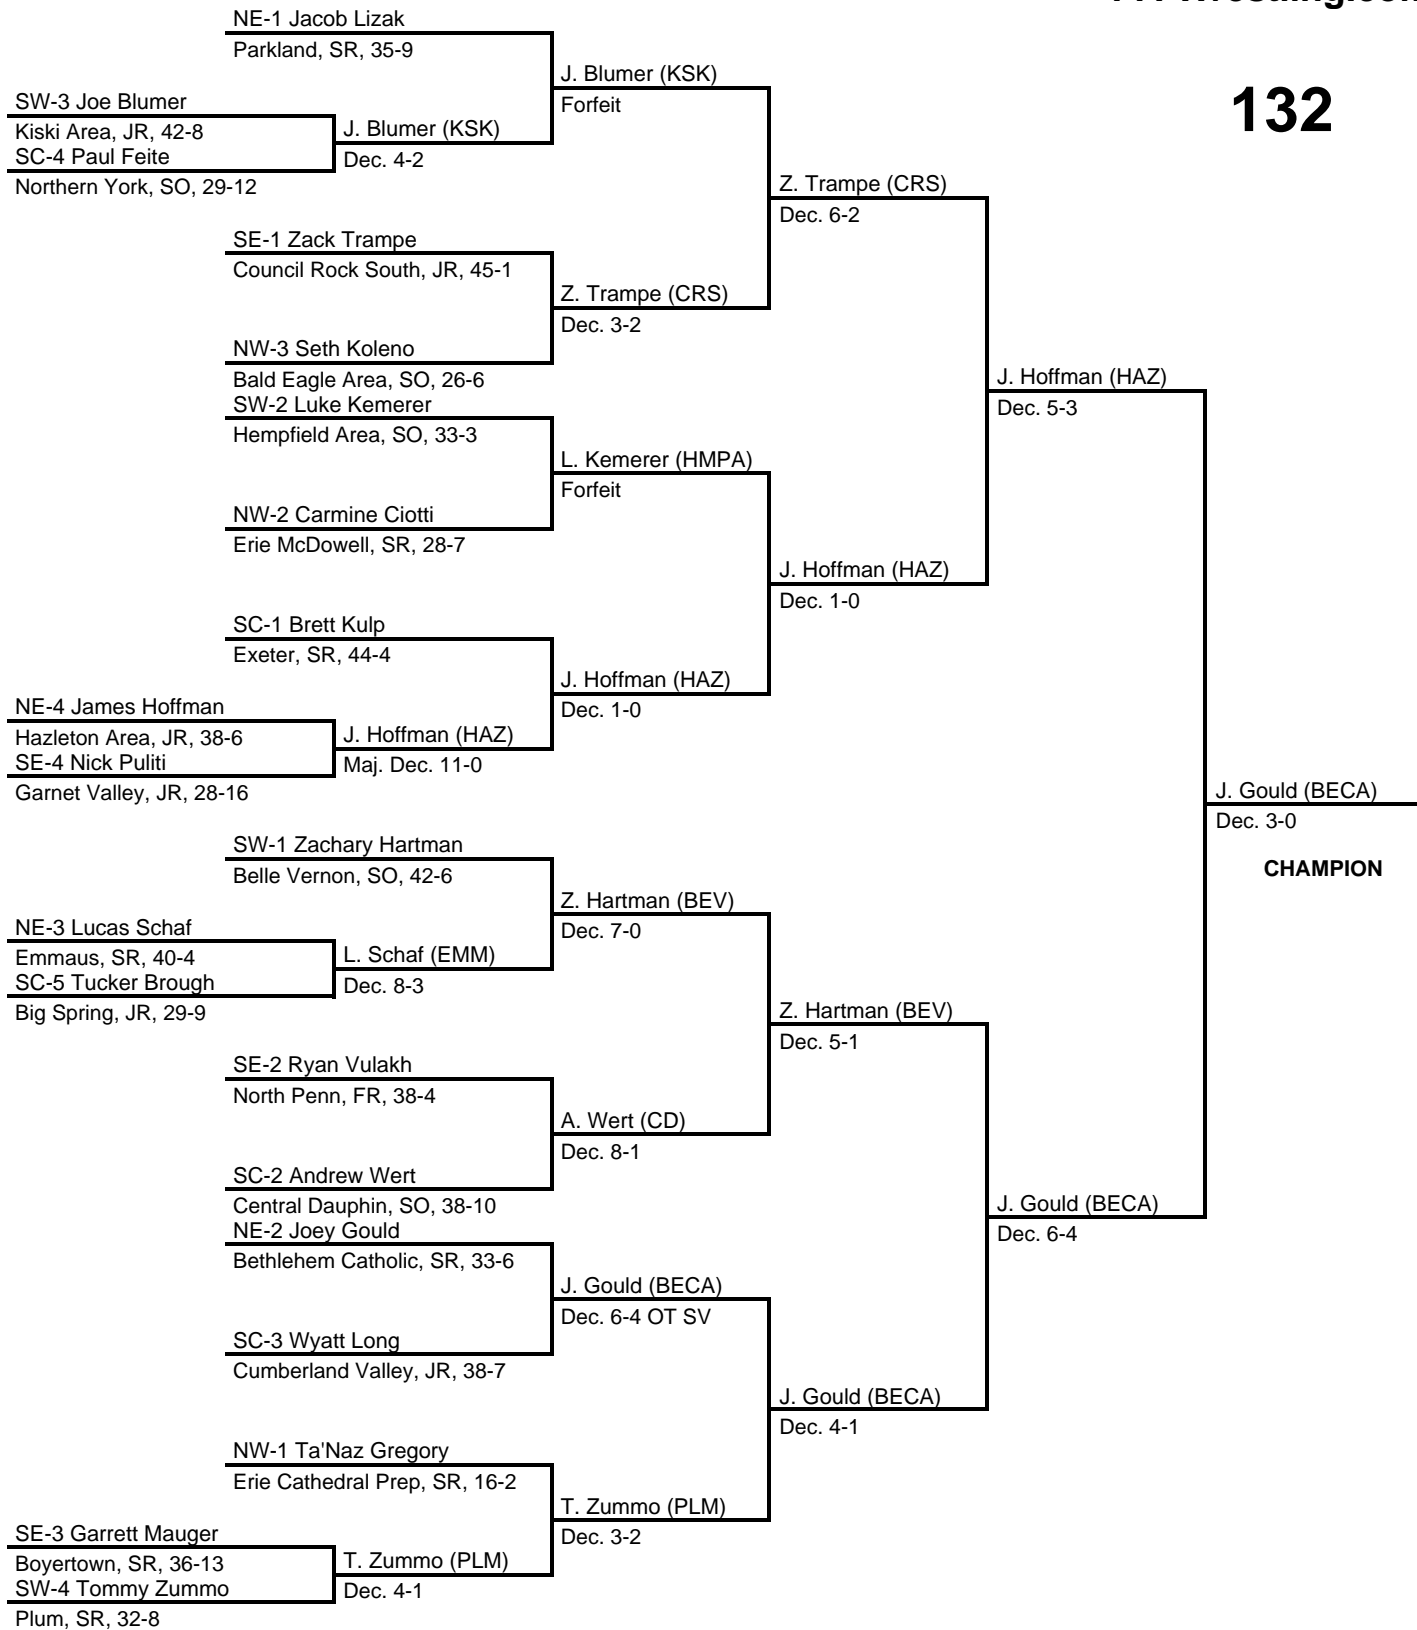 NE-1 Jacob Lizak
Parkland, SR, 35-9
J. Blumer (KSK)
Forfeit
132
SW-3 Joe Blumer
Kiski Area, JR, 42-8
SC-4 Paul Feite
Northern York, SO, 29-12
J. Blumer (KSK)
Dec. 4-2
Z. Trampe (CRS)
Dec. 6-2
SE-1 Zack Trampe
Council Rock South, JR, 45-1
Z. Trampe (CRS)
Dec. 3-2
NW-3 Seth Koleno
Bald Eagle Area, SO, 26-6
SW-2 Luke Kemerer
Hempfield Area, SO, 33-3
J. Hoffman (HAZ)
Dec. 5-3
L. Kemerer (HMPA)
Forfeit
NW-2 Carmine Ciotti
Erie McDowell, SR, 28-7
J. Hoffman (HAZ)
Dec. 1-0
SC-1 Brett Kulp
Exeter, SR, 44-4
J. Hoffman (HAZ)
Dec. 1-0
NE-4 James Hoffman
Hazleton Area, JR, 38-6
SE-4 Nick Puliti
Garnet Valley, JR, 28-16
J. Hoffman (HAZ)
Maj. Dec. 11-0
J. Gould (BECA)
Dec. 3-0
CHAMPION
SW-1 Zachary Hartman
Belle Vernon, SO, 42-6
Z. Hartman (BEV)
Dec. 7-0
NE-3 Lucas Schaf
Emmaus, SR, 40-4
SC-5 Tucker Brough
Big Spring, JR, 29-9
L. Schaf (EMM)
Dec. 8-3
Z. Hartman (BEV)
Dec. 5-1
SE-2 Ryan Vulakh
North Penn, FR, 38-4
A. Wert (CD)
Dec. 8-1
SC-2 Andrew Wert
Central Dauphin, SO, 38-10
NE-2 Joey Gould
Bethlehem Catholic, SR, 33-6
J. Gould (BECA)
Dec. 6-4
J. Gould (BECA)
Dec. 6-4 OT SV
SC-3 Wyatt Long
Cumberland Valley, JR, 38-7
J. Gould (BECA)
Dec. 4-1
NW-1 Ta'Naz Gregory
Erie Cathedral Prep, SR, 16-2
T. Zummo (PLM)
Dec. 3-2
SE-3 Garrett Mauger
Boyertown, SR, 36-13
SW-4 Tommy Zummo
Plum, SR, 32-8
T. Zummo (PLM)
Dec. 4-1